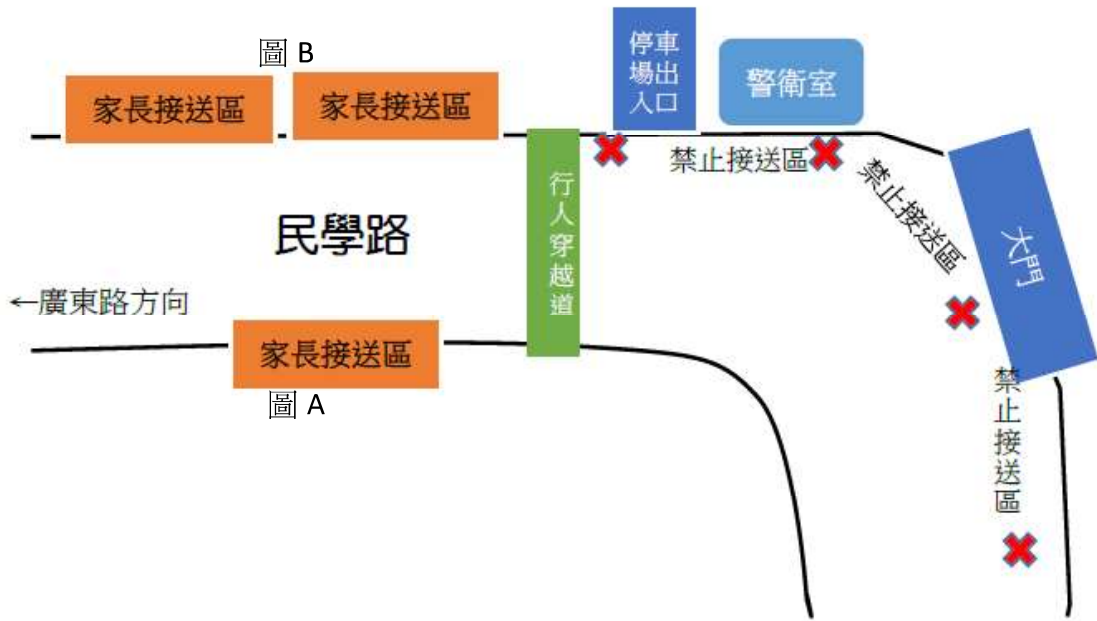 圖 B
家長接送區
家長接送區
停車
場出
入口
警衛室
禁止接送區
禁止接送區
大門
行人穿越道
民學路
←廣東路方向
家長接送區
圖 A
禁止接送區